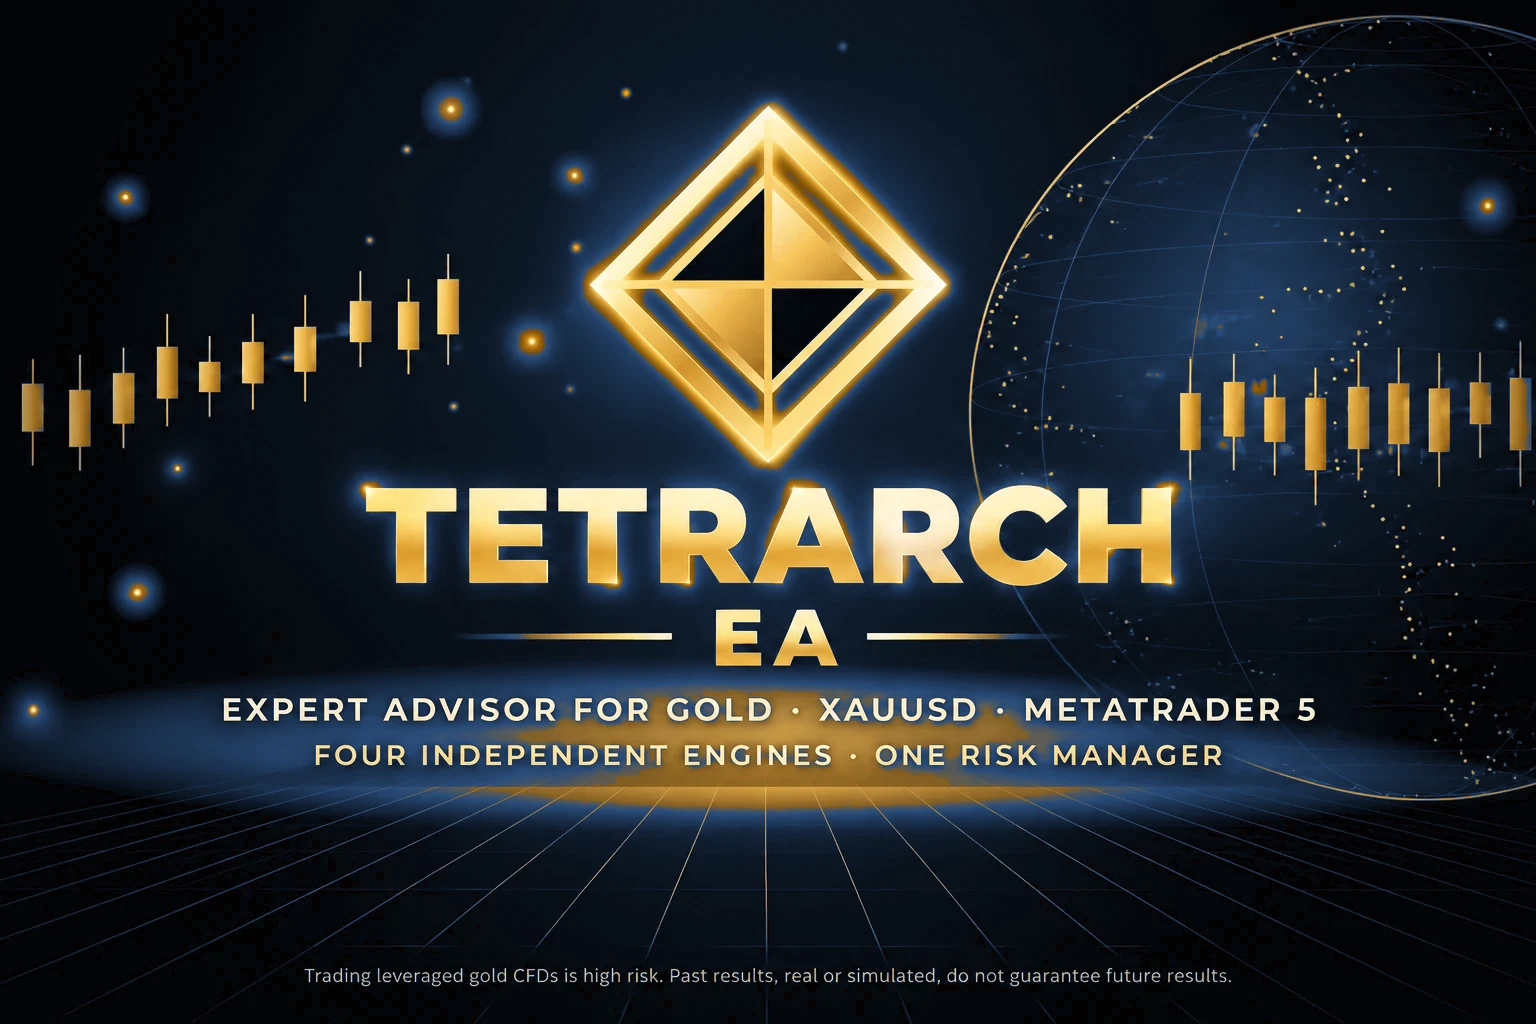 TETRARCH
EA
EXPERT ADVISOR FOR GOLD · XAUUSD · METATRADER 5
FOUR INDEPENDENT ENGINES · ONE RISK MANAGER
Trading leveraged gold CFDs is high risk. Past results, real or simulated, do not guarantee future results.